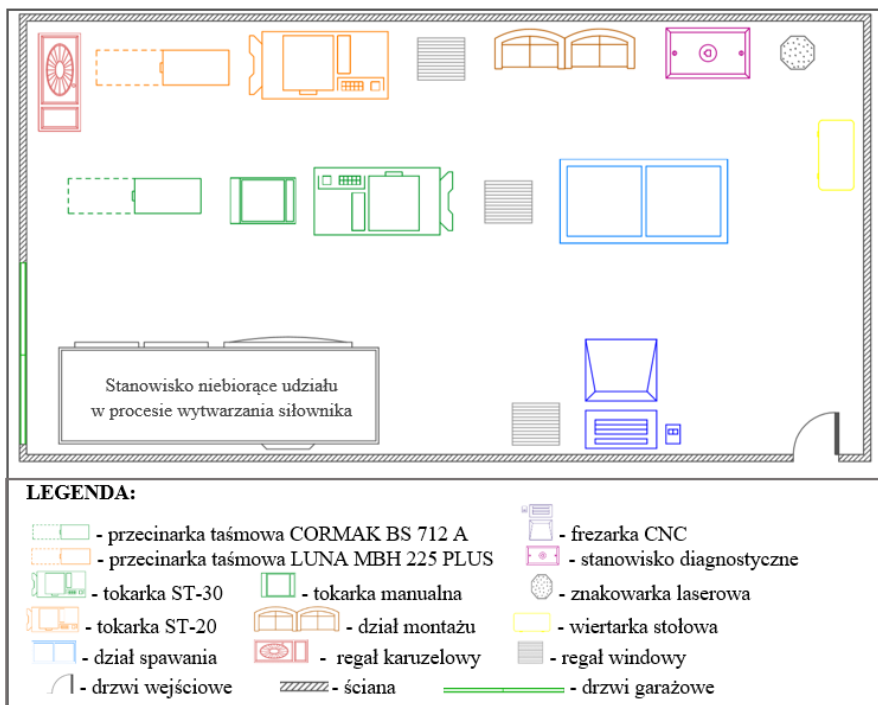 Stanowisko niebiorące udziału
w procesie wytwarzania siłownika
LEGENDA:
- przecinarka taśmowa CORMAK BS 712 A
- frezarka CNC
- przecinarka taśmowa LUNA MBH 225 PLUS
- stanowisko diagnostyczne
- tokarka ST-30
- tokarka manualna
- znakowarka laserowa
- tokarka ST-20
- dział montażu
- wiertarka stołowa
- dział spawania
- regał karuzelowy
- regał windowy
- drzwi wejściowe
- ściana
- drzwi garażowe